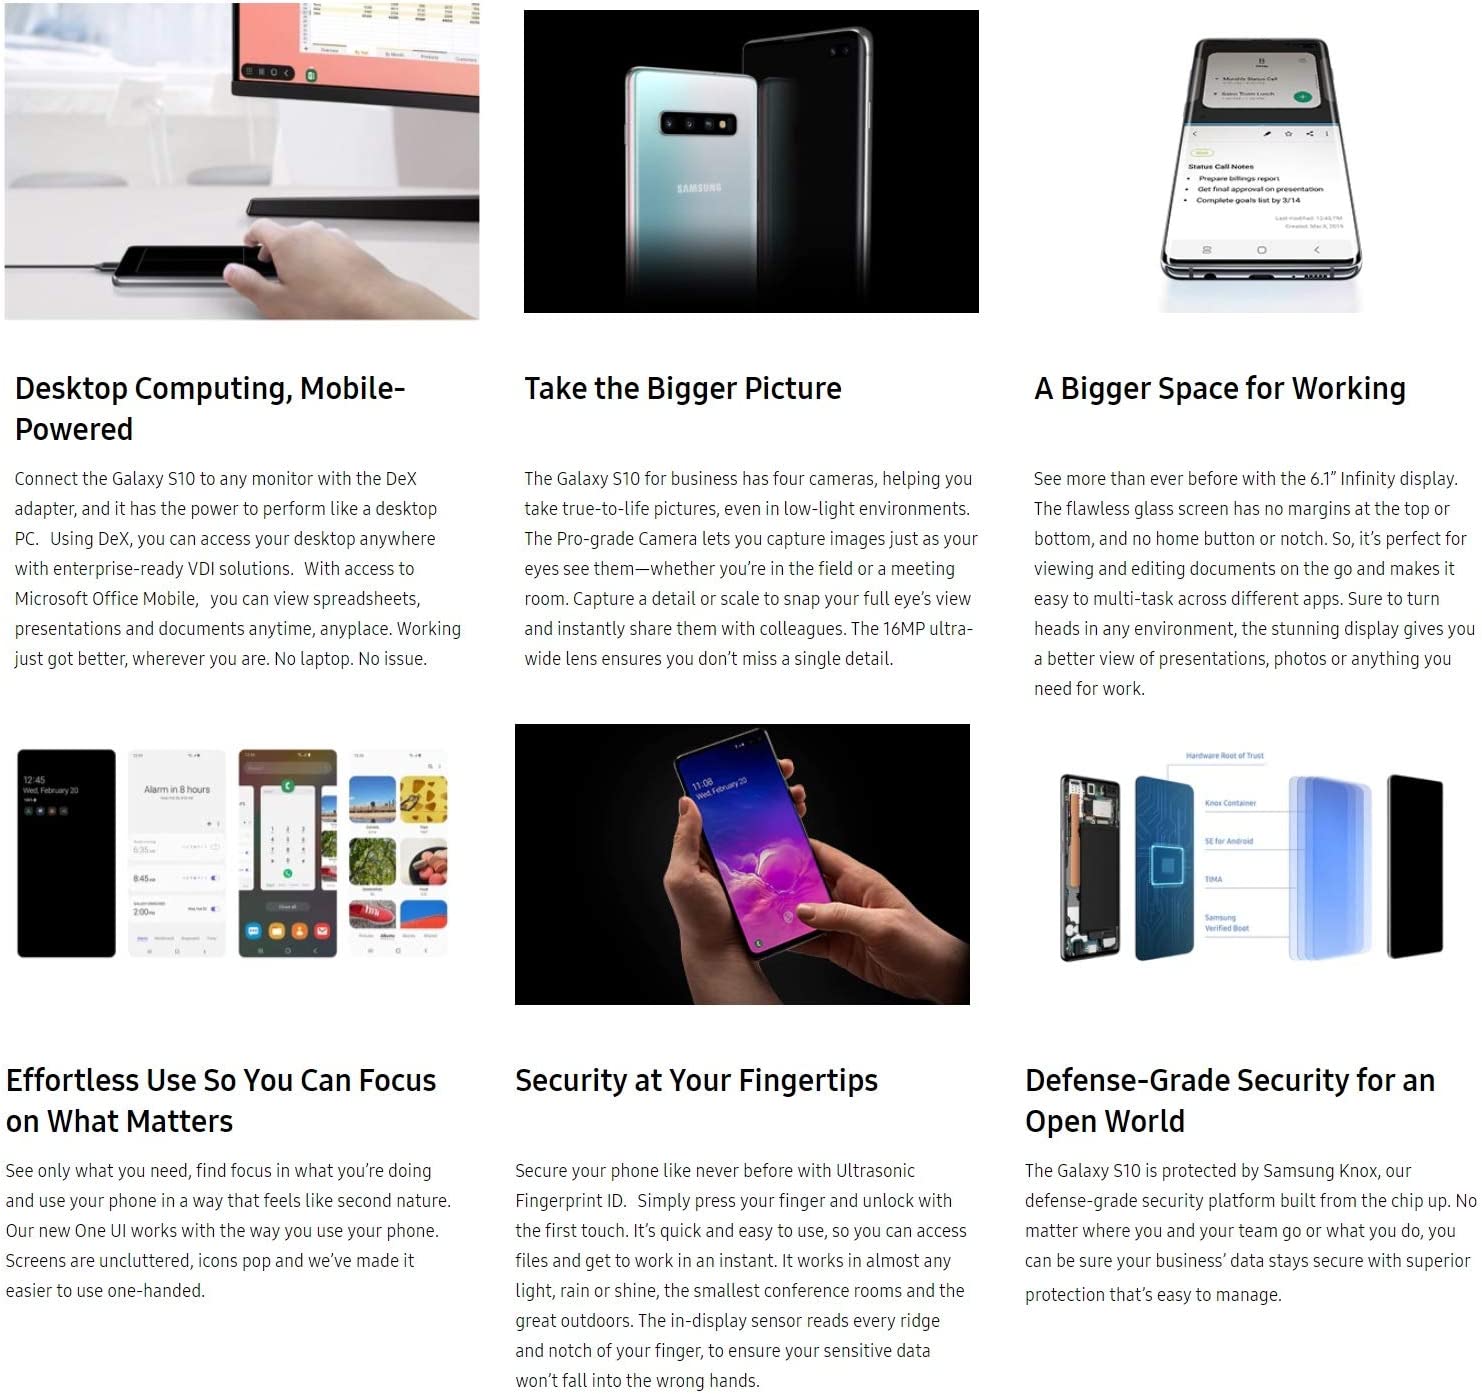 SAMSUNG
Monthly Status Call
Sales Team Lunch
Status Call Notes
• Prepare billings report
• Get final approval on presentation
• Complete goals list by 3/14
Last modified: 12:45 PM
Created: Mar 8, 2019
Desktop Computing, Mobile-
Powered
Connect the Galaxy S10 to any monitor with the DeX
adapter, and it has the power to perform like a desktop
PC. Using DeX, you can access your desktop anywhere
with enterprise-ready VDI solutions. With access to
Microsoft Office Mobile, you can view spreadsheets,
presentations and documents anytime, anyplace. Working
just got better, wherever you are. No laptop. No issue.
Take the Bigger Picture
The Galaxy S10 for business has four cameras, helping you
take true-to-life pictures, even in low-light environments.
The Pro-grade Camera lets you capture images just as your
eyes see them—whether you’re in the field or a meeting
room. Capture a detail or scale to snap your full eye’s view
and instantly share them with colleagues. The 16MP ultra-
wide lens ensures you don’t miss a single detail.
A Bigger Space for Working
See more than ever before with the 6.1” Infinity display.
The flawless glass screen has no margins at the top or
bottom, and no home button or notch. So, it’s perfect for
viewing and editing documents on the go and makes it
easy to multi-task across different apps. Sure to turn
heads in any environment, the stunning display gives you
a better view of presentations, photos or anything you
need for work.
12:45
Wed, February 20
Alarm in 8 hours
6:35 AM
8:45 AM
2:00 PM
Close all
11:08
Wed, February 20
Hardware Root of Trust
Knox Container
SE for Android
TIMA
Samsung
Verified Boot
Effortless Use So You Can Focus
on What Matters
See only what you need, find focus in what you’re doing
and use your phone in a way that feels like second nature.
Our new One UI works with the way you use your phone.
Screens are uncluttered, icons pop and we’ve made it
easier to use one-handed.
Security at Your Fingertips
Secure your phone like never before with Ultrasonic
Fingerprint ID. Simply press your finger and unlock with
the first touch. It’s quick and easy to use, so you can access
files and get to work in an instant. It works in almost any
light, rain or shine, the smallest conference rooms and the
great outdoors. The in-display sensor reads every ridge
and notch of your finger, to ensure your sensitive data
won’t fall into the wrong hands.
Defense-Grade Security for an
Open World
The Galaxy S10 is protected by Samsung Knox, our
defense-grade security platform built from the chip up. No
matter where you and your team go or what you do, you
can be sure your business’ data stays secure with superior
protection that’s easy to manage.